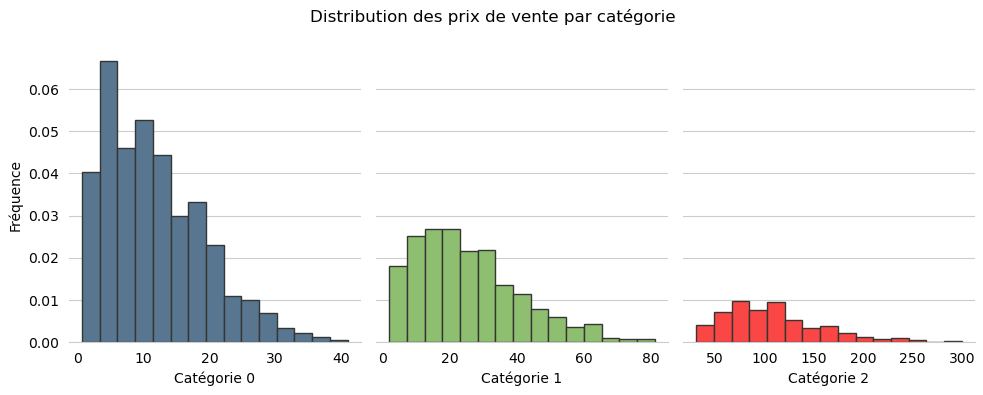 Distribution des prix de vente par catégorie
Fréquence
0.06
0.05
0.04
0.03
0.02
0.01
0.00
0 10 20 30 40
Catégorie 0
0 20 40 60 80
Catégorie 1
50 100 150 200 250 300
Catégorie 2